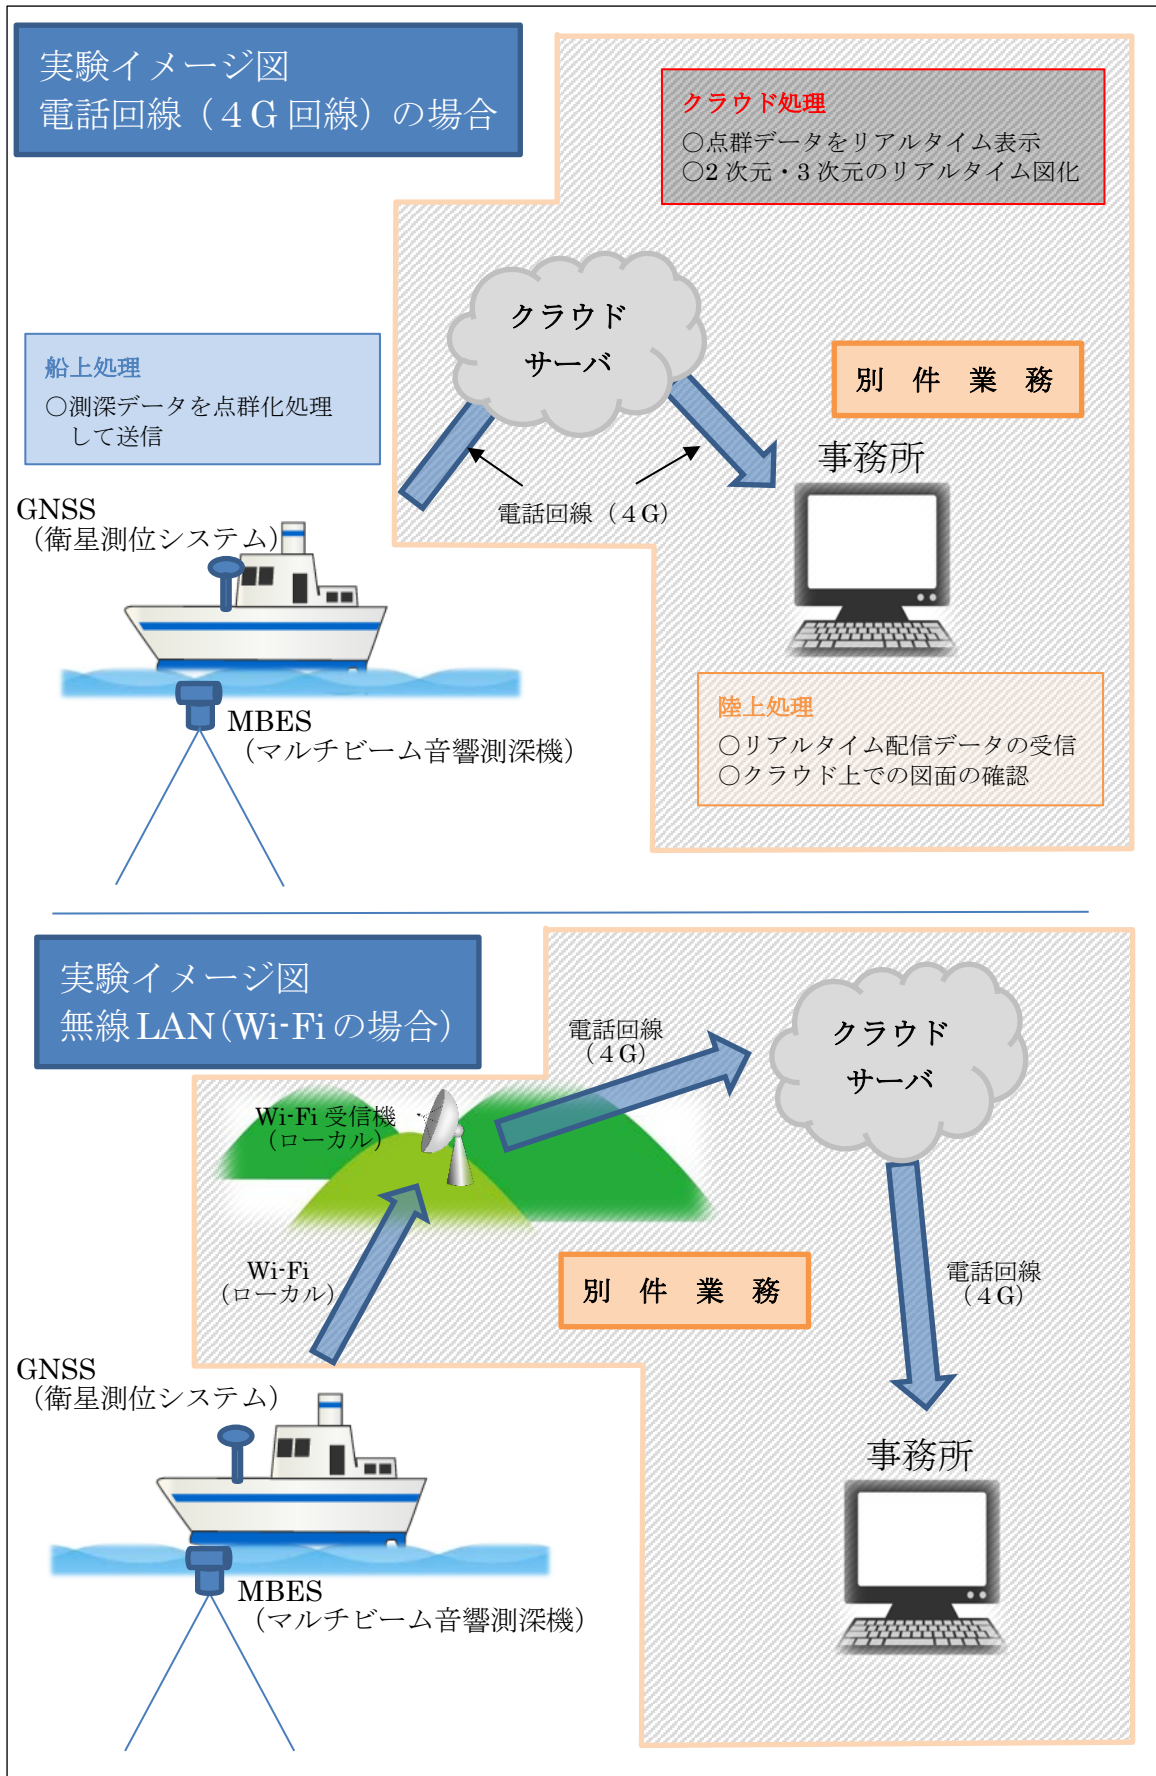 実験イメージ図
電話回線（４G 回線）の場合
クラウド処理
○点群データをリアルタイム表示
○2 次元・3 次元のリアルタイム図化
クラウド
サーバ
船上処理
○測深データを点群化処理
して送信
別 件 業 務
事務所
電話回線（４G）
GNSS
（衛星測位システム）
MBES
（マルチビーム音響測深機）
陸上処理
○リアルタイム配信データの受信
○クラウド上での図面の確認
実験イメージ図
無線 LAN（Wi-Fi の場合）
電話回線
（４G）
クラウド
サーバ
Wi-Fi 受信機
（ローカル）
Wi-Fi
（ローカル）
別 件 業 務
電話回線
（４G）
GNSS
（衛星測位システム）
事務所
MBES
（マルチビーム音響測深機）